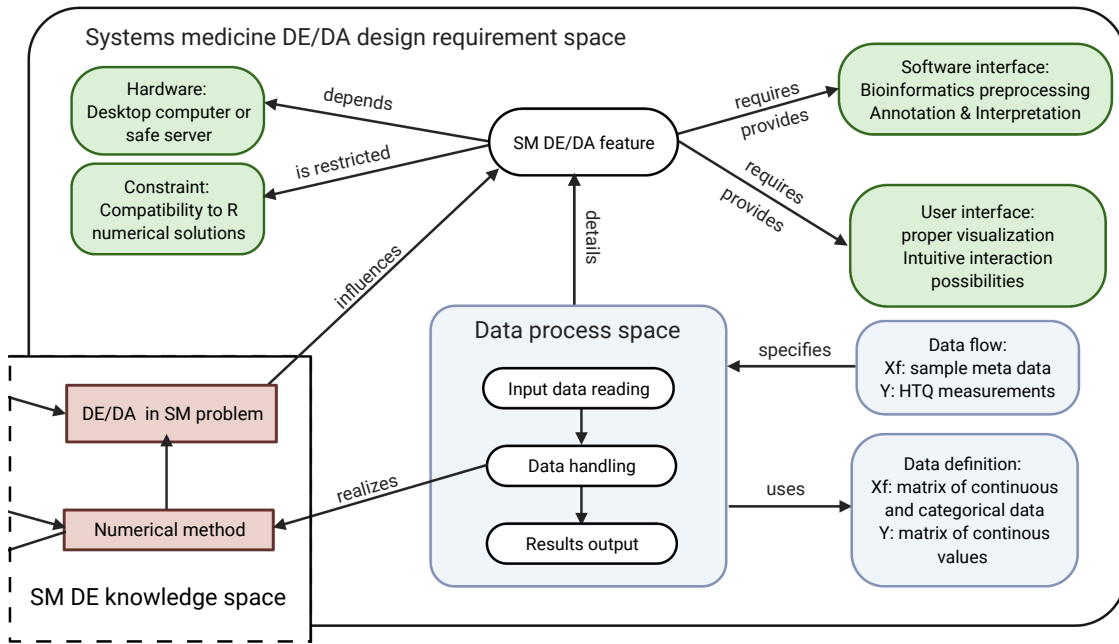 Systems medicine DE/DA design requirement space
Hardware:
Desktop computer or
safe server
depends
Constraint:
Compatibility to R
numerical solutions
is restricted
SM DE/DA feature
requires
provides
Software interface:
Bioinformatics preprocessing
Annotation & Interpretation
requires
provides
User interface:
proper visualization
Intuitive interaction
possibilities
influences
details
Data process space
Input data reading
Data handling
Results output
specifies
Data flow:
Xf: sample meta data
Y: HTQ measurements
uses
Data definition:
Xf: matrix of continuous
and categorical data
Y: matrix of continous
values
realizes
DE/DA in SM problem
Numerical method
SM DE knowledge space